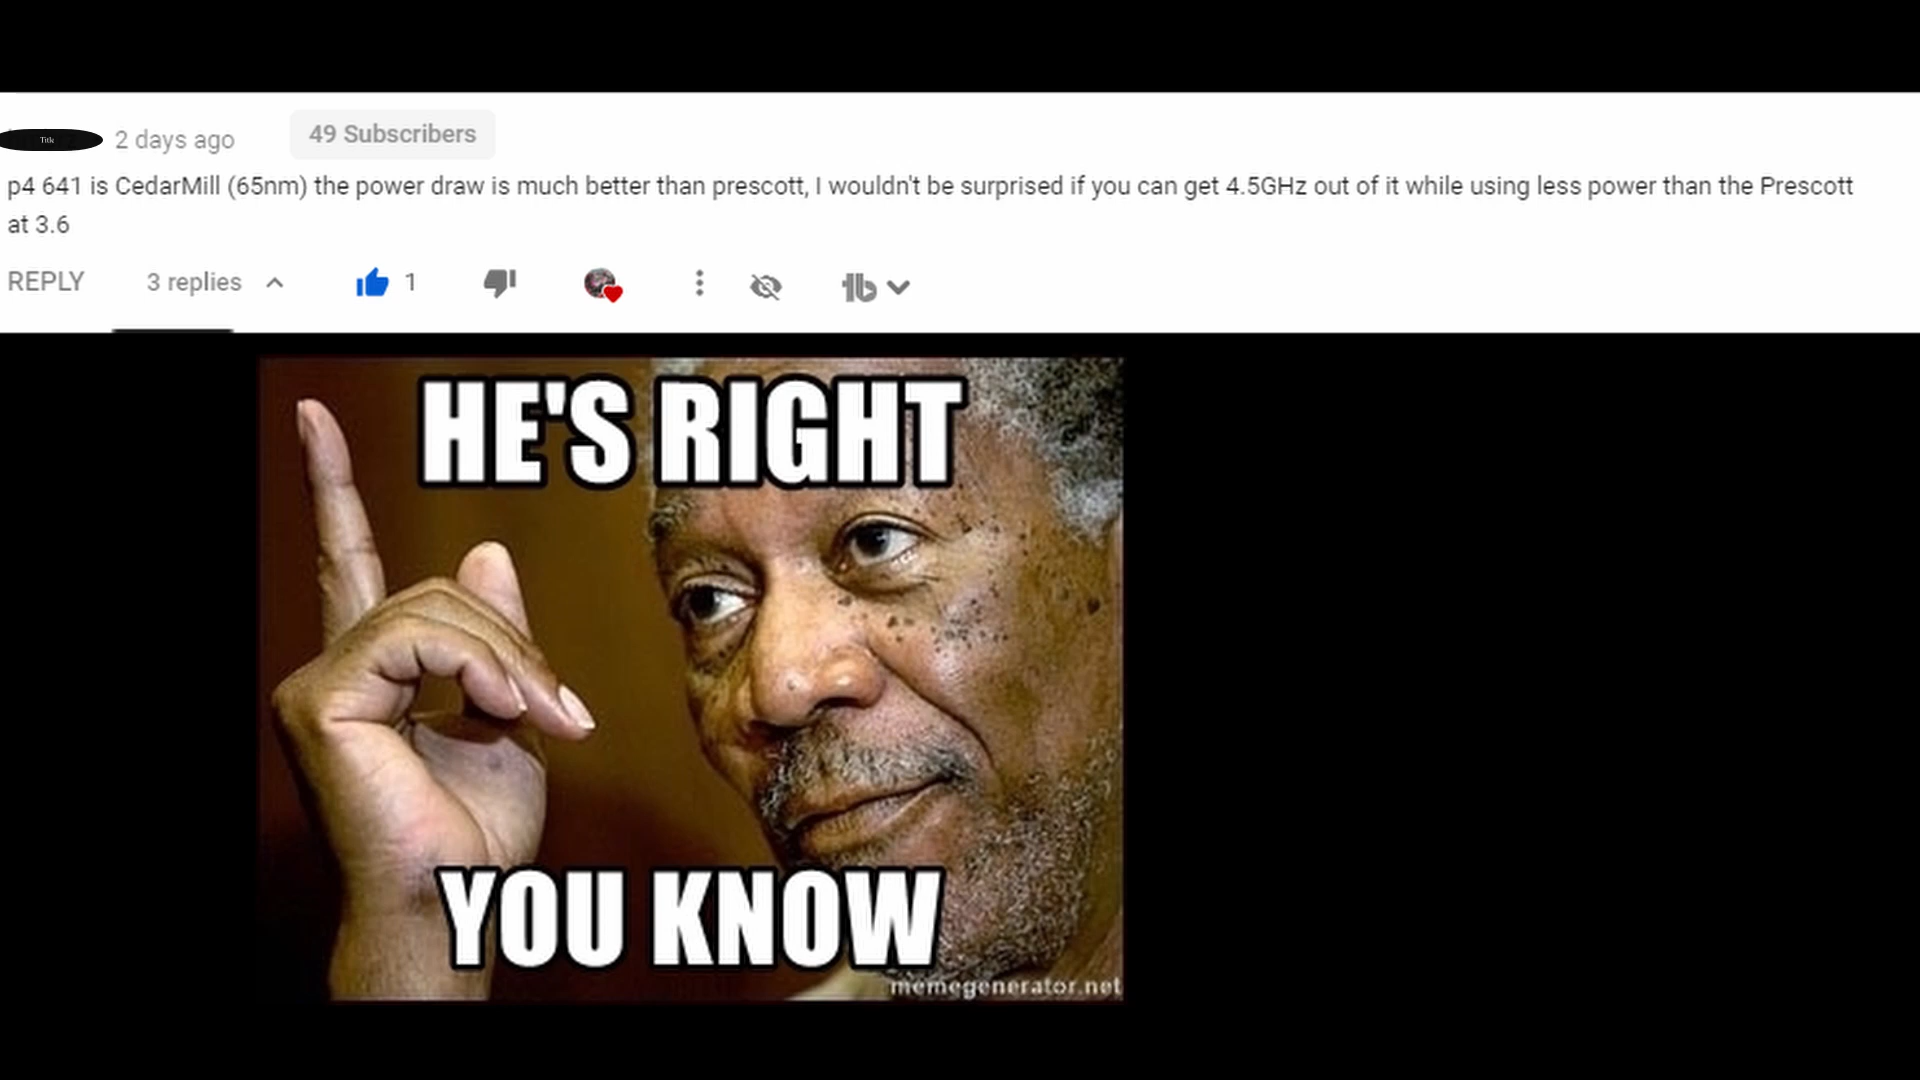 Title
2 days ago
49 Subscribers
p4 641 is CedarMill (65nm) the power draw is much better than prescott, I wouldn't be surprised if you can get 4.5GHz out of it while using less power than the Prescott
at 3.6
REPLY
3 replies
1
HE'S RIGHT
YOU KNOW
memegenerator.net